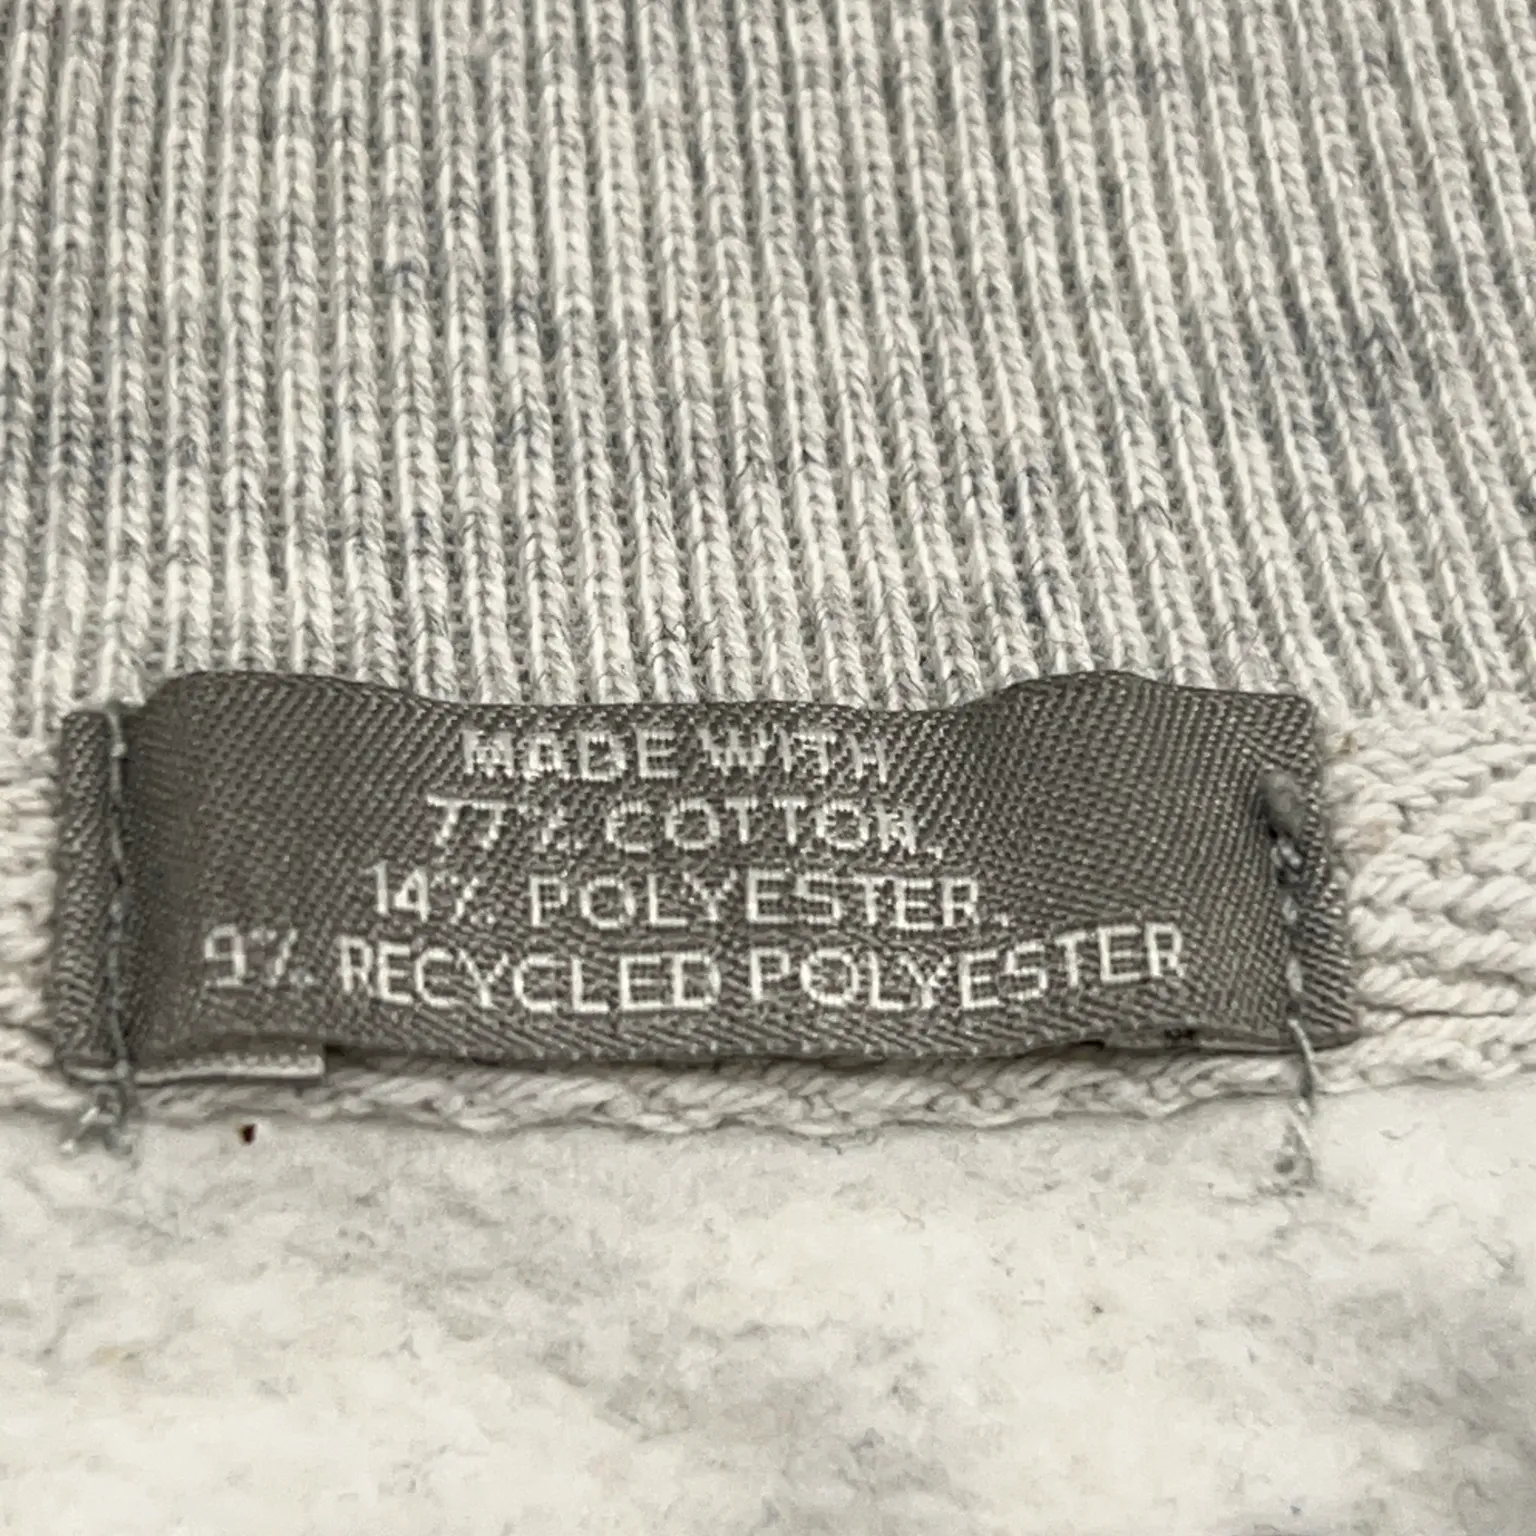 MADE WITH
77% COTTON,
14% POLYESTER,
9% RECYCLED POLYESTER